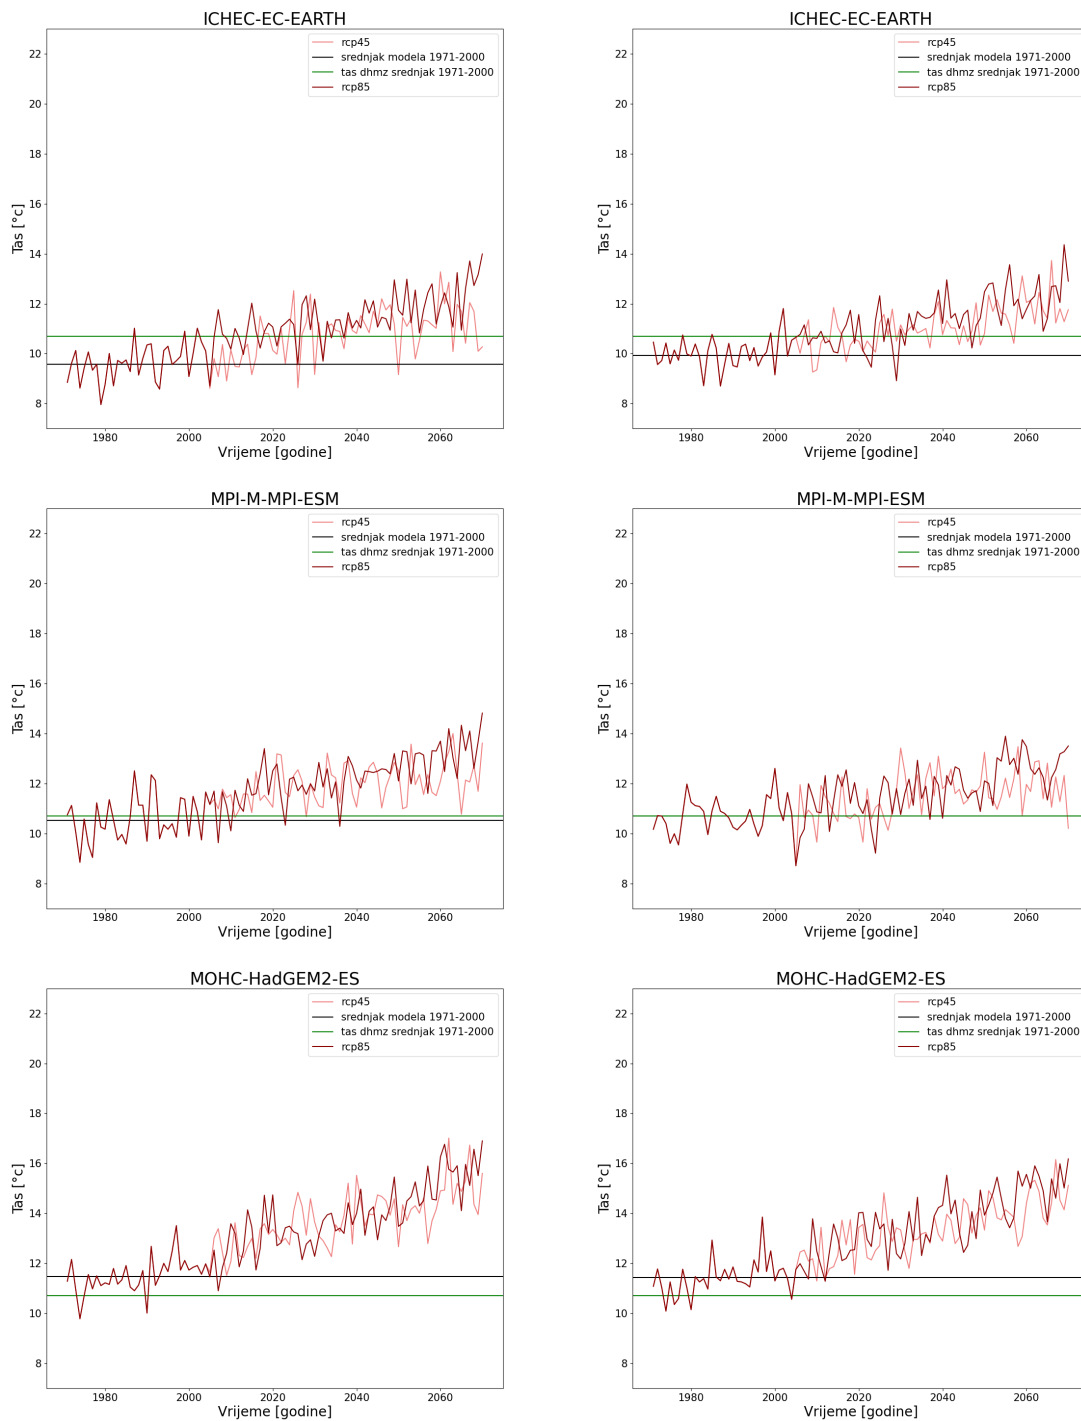 ICHEC-EC-EARTH
rcp45
srednjak modela 1971-2000
tas dhmz srednjak 1971-2000
rcp85
Tas [°c]
22
20
18
16
14
12
10
8
1980
2000
2020
2040
2060
Vrijeme [godine]
ICHEC-EC-EARTH
rcp45
srednjak modela 1971-2000
tas dhmz srednjak 1971-2000
rcp85
Tas [°c]
22
20
18
16
14
12
10
8
1980
2000
2020
2040
2060
Vrijeme [godine]
MPI-M-MPI-ESM
rcp45
srednjak modela 1971-2000
tas dhmz srednjak 1971-2000
rcp85
Tas [°c]
22
20
18
16
14
12
10
8
1980
2000
2020
2040
2060
Vrijeme [godine]
MPI-M-MPI-ESM
rcp45
srednjak modela 1971-2000
tas dhmz srednjak 1971-2000
rcp85
Tas [°c]
22
20
18
16
14
12
10
8
1980
2000
2020
2040
2060
Vrijeme [godine]
MOHC-HadGEM2-ES
rcp45
srednjak modela 1971-2000
tas dhmz srednjak 1971-2000
rcp85
Tas [°c]
22
20
18
16
14
12
10
8
1980
2000
2020
2040
2060
Vrijeme [godine]
MOHC-HadGEM2-ES
rcp45
srednjak modela 1971-2000
tas dhmz srednjak 1971-2000
rcp85
Tas [°c]
22
20
18
16
14
12
10
8
1980
2000
2020
2040
2060
Vrijeme [godine]